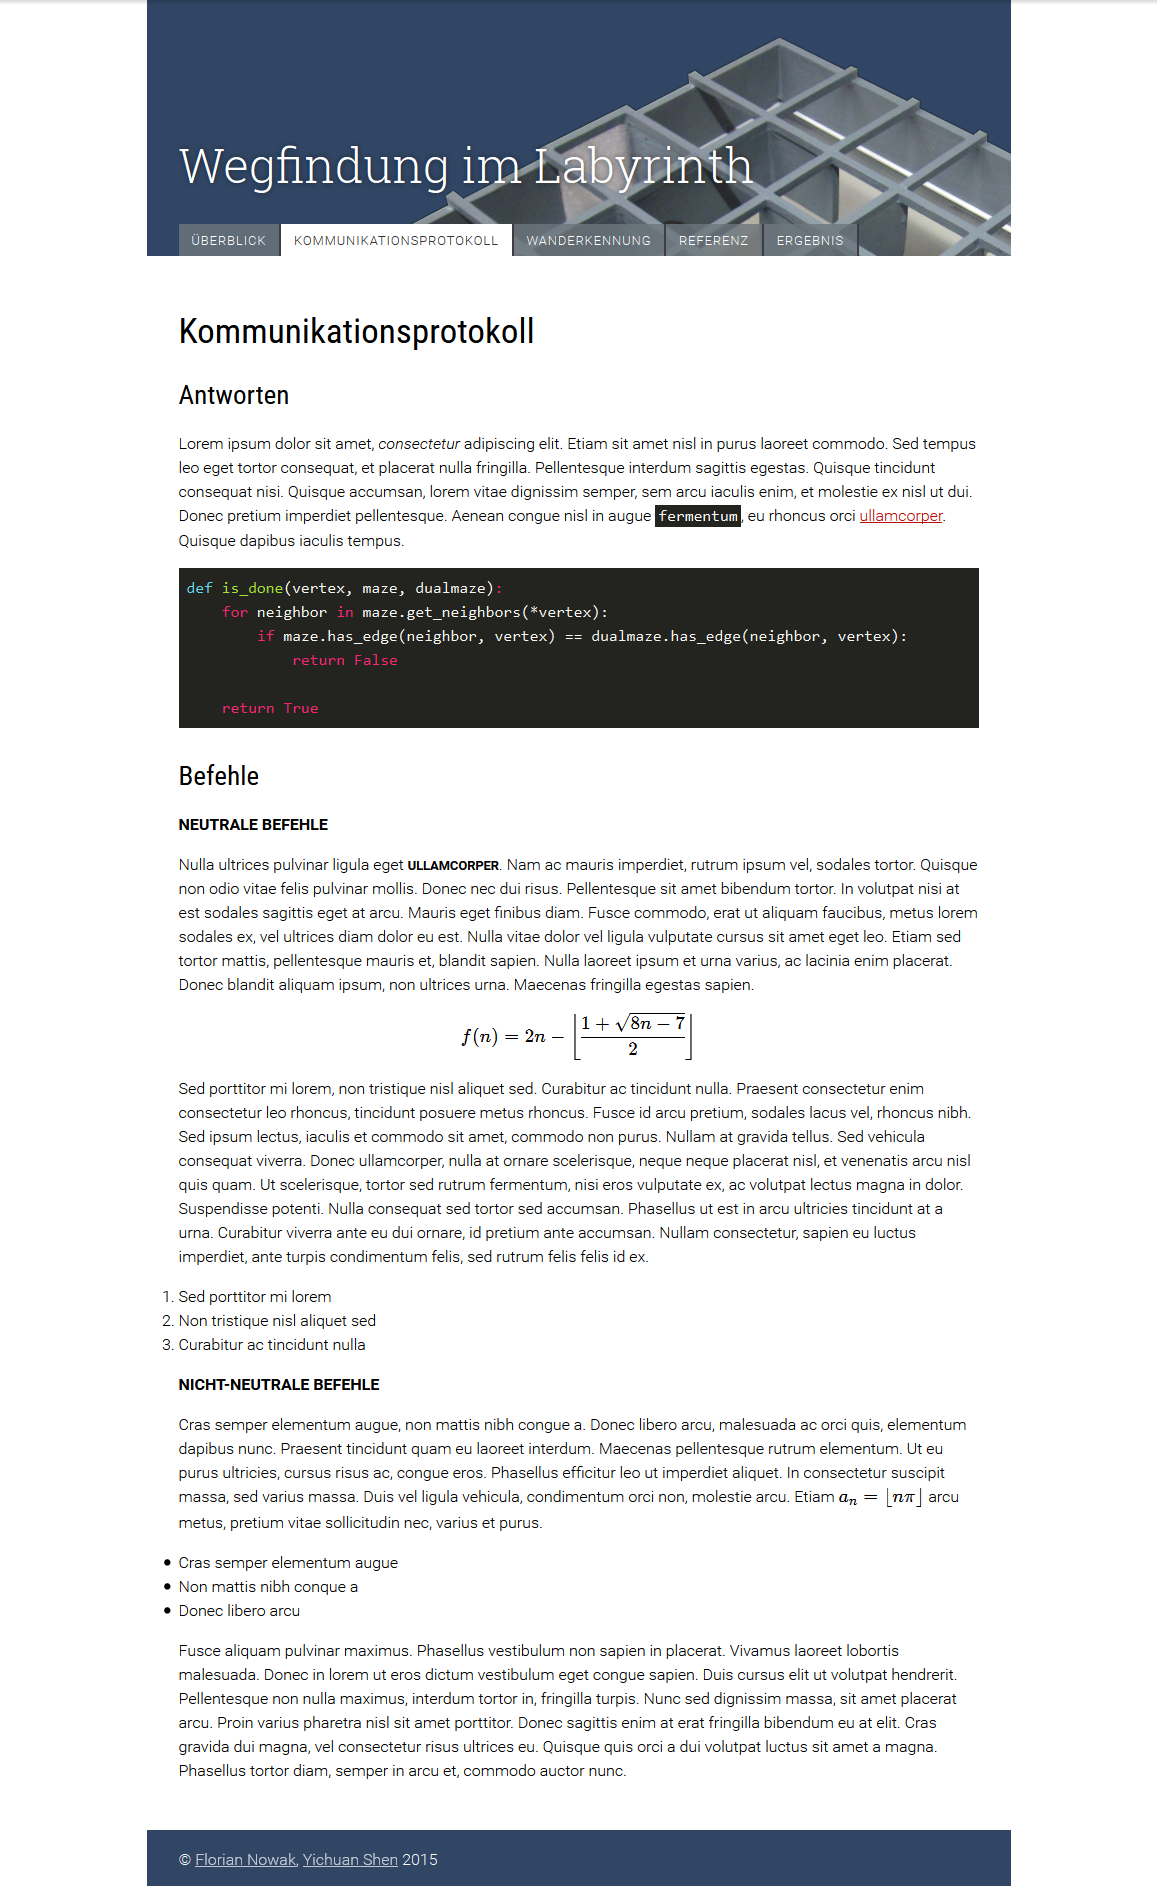 Wegfindung im Labyrinth
ÜBERBLICK KOMMUNIKATIONSPROTOKOLL WANDERKENNUNG REFERENZ ERGEBNIS
Kommunikationsprotokoll
Antworten
Lorem ipsum dolor sit amet, consectetur adipiscing elit. Etiam sit amet nisl in purus laoreet commodo. Sed tempus
leo eget tortor consequat, et placerat nulla fringilla. Pellentesque interdum sagittis egestas. Quisque tincidunt
consequat nisi. Quisque accumsan, lorem vitae dignissim semper, sem arcu iaculis enim, et molestie ex nisl ut dui.
Donec pretium imperdiet pellentesque. Aenean congue nisl in augue fermentum, eu rhoncus orci ullamcorper.
Quisque dapibus iaculis tempus.
def is_done(vertex, maze, dualmaze):
    for neighbor in maze.get_neighbors(*vertex):
        if maze.has_edge(neighbor, vertex) == dualmaze.has_edge(neighbor, vertex):
            return False
    return True
Befehle
NEUTRALE BEFEHLE
Nulla ultrices pulvinar ligula eget ULLAMCORPER. Nam ac mauris imperdiet, rutrum ipsum vel, sodales tortor. Quisque
non odio vitae felis pulvinar mollis. Donec nec dui risus. Pellentesque sit amet bibendum tortor. In volutpat nisi at
est sodales sagittis eget at arcu. Mauris eget finibus diam. Fusce commodo, erat ut aliquam faucibus, metus lorem
sodales ex, vel ultrices diam dolor eu est. Nulla vitae dolor vel ligula vulputate cursus sit amet eget leo. Etiam sed
tortor mattis, pellentesque mauris et, blandit sapien. Nulla laoreet ipsum et urna varius, ac lacinia enim placerat.
Donec blandit aliquam ipsum, non ultrices urna. Maecenas fringilla egestas sapien.
f(n) = 2n − ⌊(1 + √(8n − 7)) / 2⌋
Sed porttitor mi lorem, non tristique nisl aliquet sed. Curabitur ac tincidunt nulla. Praesent consectetur enim
consectetur leo rhoncus, tincidunt posuere metus rhoncus. Fusce id arcu pretium, sodales lacus vel, rhoncus nibh.
Sed ipsum lectus, iaculis et commodo sit amet, commodo non purus. Nullam at gravida tellus. Sed vehicula
consequat viverra. Donec ullamcorper, nulla at ornare scelerisque, neque neque placerat nisl, et venenatis arcu nisl
quis quam. Ut scelerisque, tortor sed rutrum fermentum, nisi eros vulputate ex, ac volutpat lectus magna in dolor.
Suspendisse potenti. Nulla consequat sed tortor sed accumsan. Phasellus ut est in arcu ultricies tincidunt at a
urna. Curabitur viverra ante eu dui ornare, id pretium ante accumsan. Nullam consectetur, sapien eu luctus
imperdiet, ante turpis condimentum felis, sed rutrum felis felis id ex.
1. Sed porttitor mi lorem
2. Non tristique nisl aliquet sed
3. Curabitur ac tincidunt nulla
NICHT-NEUTRALE BEFEHLE
Cras semper elementum augue, non mattis nibh congue a. Donec libero arcu, malesuada ac orci quis, elementum
dapibus nunc. Praesent tincidunt quam eu laoreet interdum. Maecenas pellentesque rutrum elementum. Ut eu
purus ultricies, cursus risus ac, congue eros. Phasellus efficitur leo ut imperdiet aliquet. In consectetur suscipit
massa, sed varius massa. Duis vel ligula vehicula, condimentum orci non, molestie arcu. Etiam aₙ = ⌊nπ⌋ arcu
metus, pretium vitae sollicitudin nec, varius et purus.
• Cras semper elementum augue
• Non mattis nibh conque a
• Donec libero arcu
Fusce aliquam pulvinar maximus. Phasellus vestibulum non sapien in placerat. Vivamus laoreet lobortis
malesuada. Donec in lorem ut eros dictum vestibulum eget congue sapien. Duis cursus elit ut volutpat hendrerit.
Pellentesque non nulla maximus, interdum tortor in, fringilla turpis. Nunc sed dignissim massa, sit amet placerat
arcu. Proin varius pharetra nisl sit amet porttitor. Donec sagittis enim at erat fringilla bibendum eu at elit. Cras
gravida dui magna, vel consectetur risus ultrices eu. Quisque quis orci a dui volutpat luctus sit amet a magna.
Phasellus tortor diam, semper in arcu et, commodo auctor nunc.
© Florian Nowak, Yichuan Shen 2015